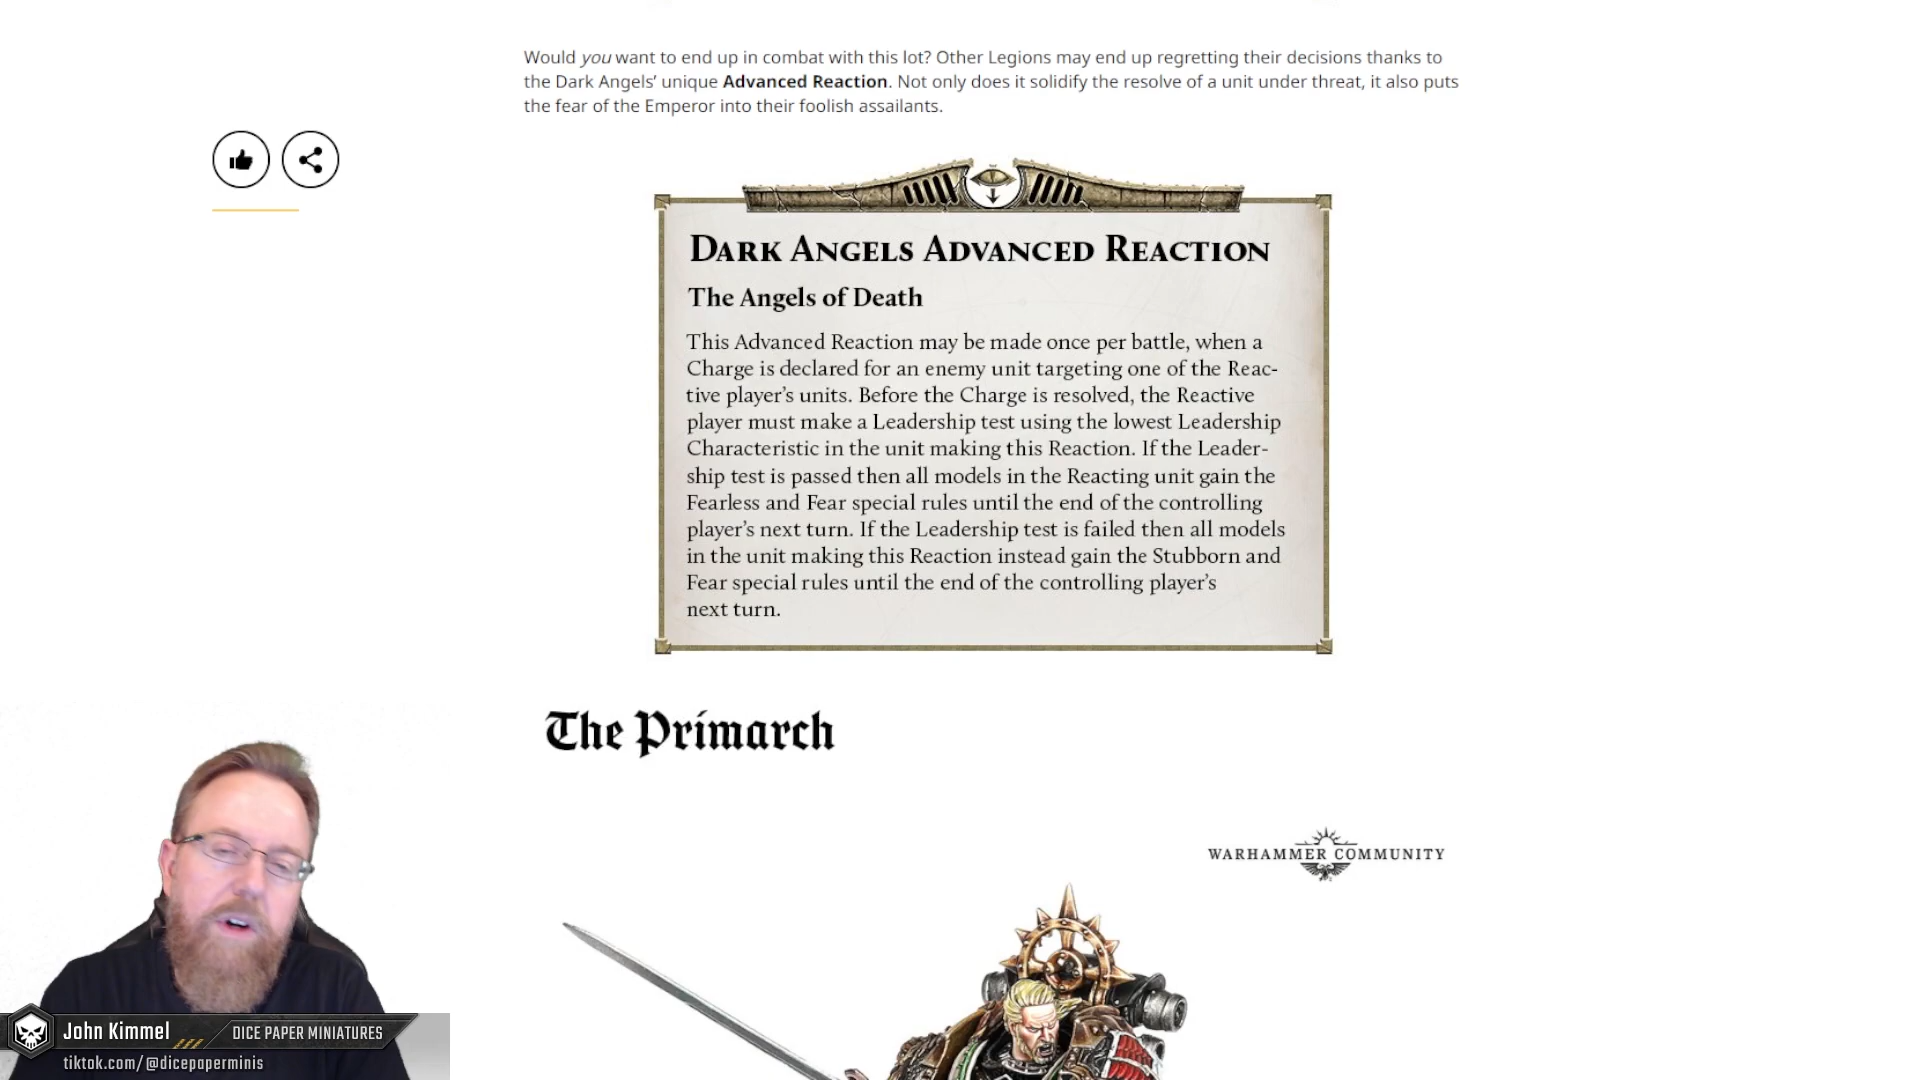 Would you want to end up in combat with this lot? Other Legions may end up regretting their decisions thanks to
the Dark Angels’ unique Advanced Reaction. Not only does it solidify the resolve of a unit under threat, it also puts
the fear of the Emperor into their foolish assailants.
Dark Angels Advanced Reaction
The Angels of Death
This Advanced Reaction may be made once per battle, when a
Charge is declared for an enemy unit targeting one of the Reac-
tive player’s units. Before the Charge is resolved, the Reactive
player must make a Leadership test using the lowest Leadership
Characteristic in the unit making this Reaction. If the Leader-
ship test is passed then all models in the Reacting unit gain the
Fearless and Fear special rules until the end of the controlling
player’s next turn. If the Leadership test is failed then all models
in the unit making this Reaction instead gain the Stubborn and
Fear special rules until the end of the controlling player’s
next turn.
The Primarch
WARHAMMER COMMUNITY
John Kimmel
DICE PAPER MINIATURES
tiktok.com/@dicepaperminis